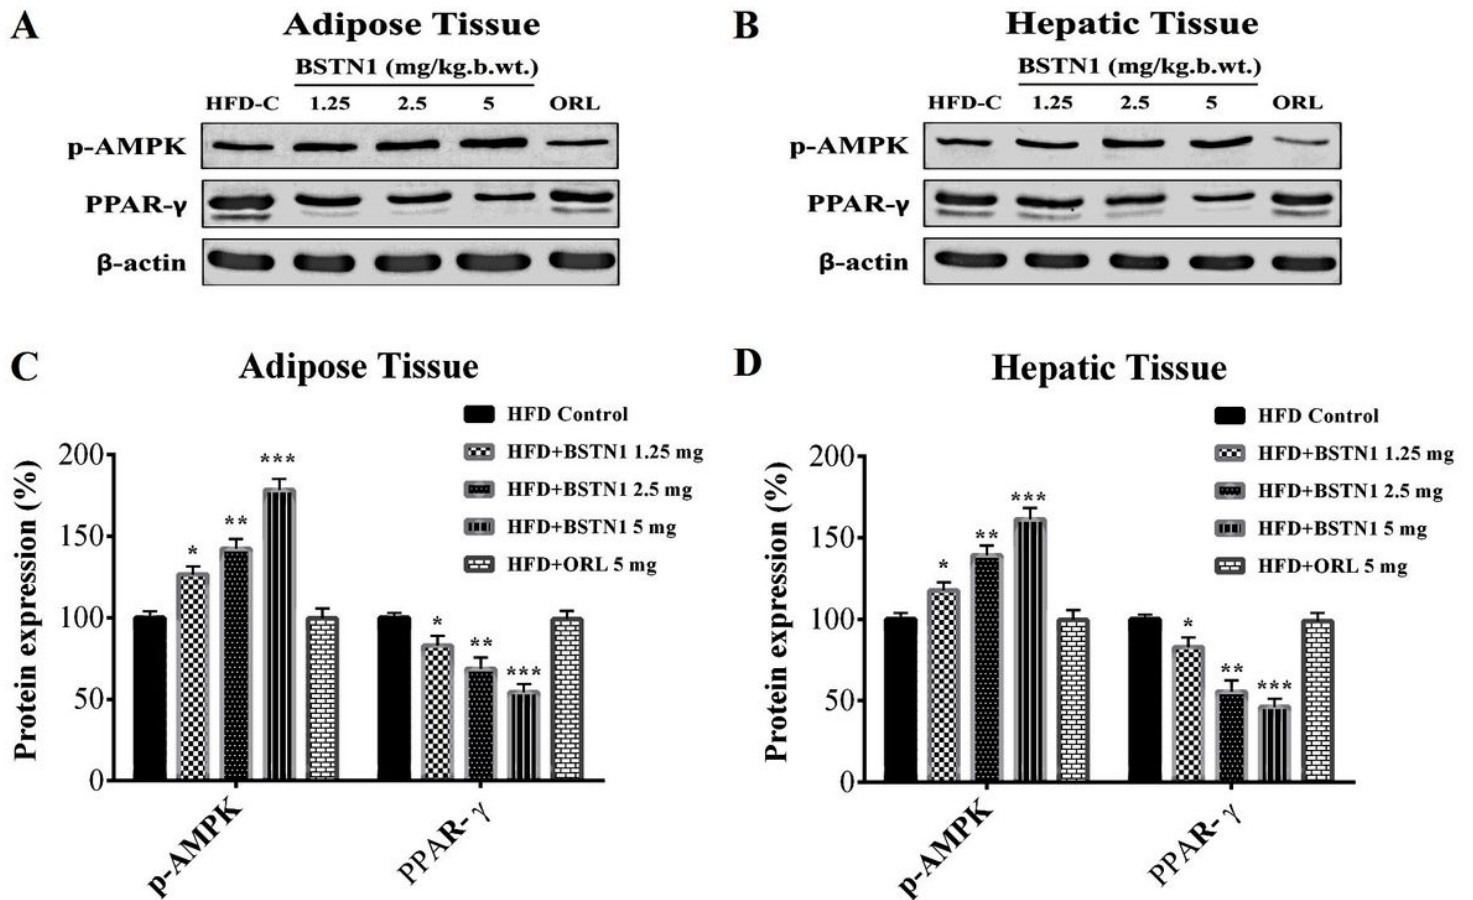 A
Adipose Tissue
BSTN1 (mg/kg.b.wt.)
HFD-C 1.25 2.5 5 ORL
p-AMPK
PPAR-γ
β-actin
B
Hepatic Tissue
BSTN1 (mg/kg.b.wt.)
HFD-C 1.25 2.5 5 ORL
p-AMPK
PPAR-γ
β-actin
C
Adipose Tissue
HFD Control
HFD+BSTN1 1.25 mg
HFD+BSTN1 2.5 mg
HFD+BSTN1 5 mg
HFD+ORL 5 mg
Protein expression (%)
200
150
100
50
0
*
**
***
*
**
***
p-AMPK
PPAR- γ
D
Hepatic Tissue
HFD Control
HFD+BSTN1 1.25 mg
HFD+BSTN1 2.5 mg
HFD+BSTN1 5 mg
HFD+ORL 5 mg
Protein expression (%)
200
150
100
50
0
*
**
***
*
**
***
p-AMPK
PPAR- γ